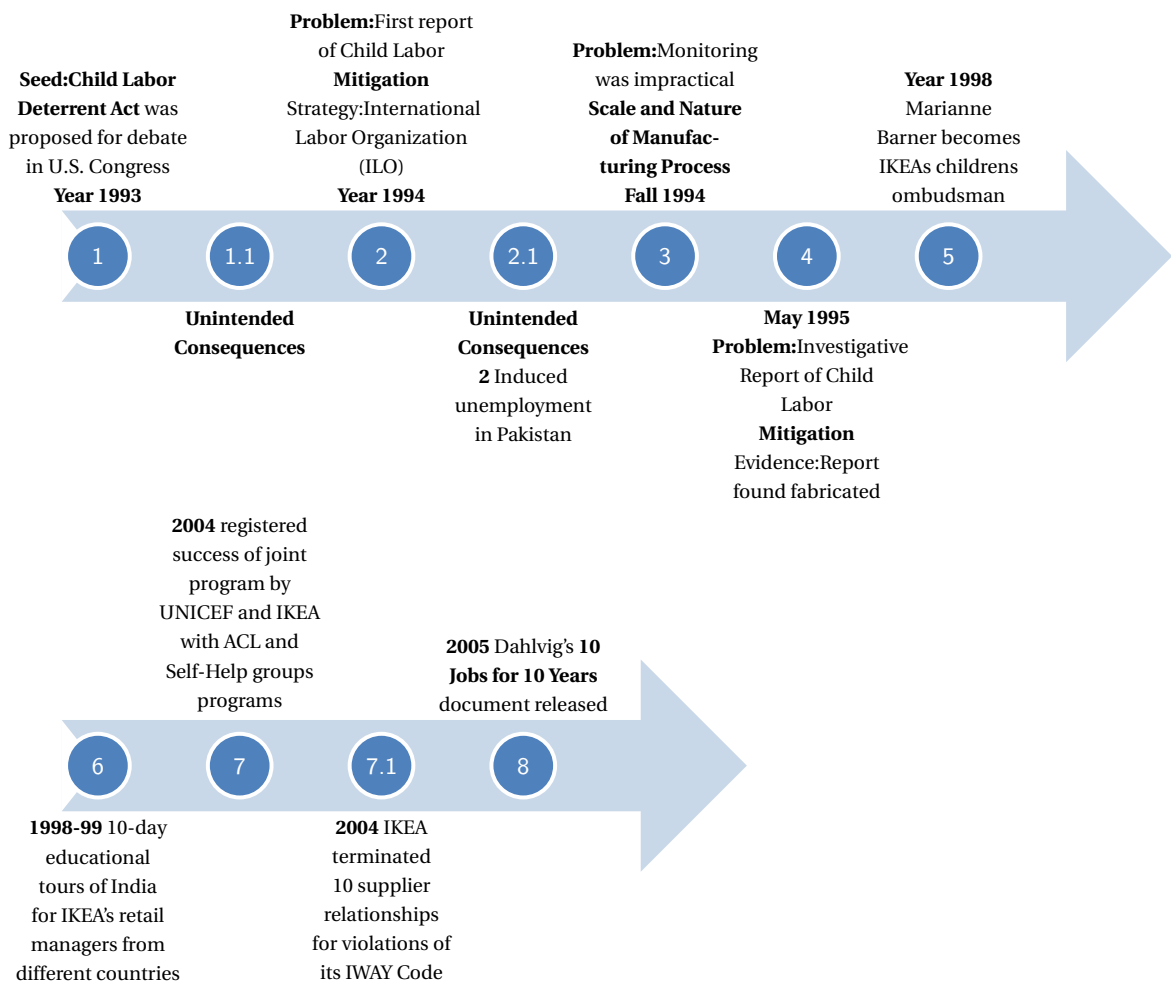 Seed:Child Labor
Deterrent Act was
proposed for debate
in U.S. Congress
Year 1993
1
1.1
Unintended
Consequences
Problem:First report
of Child Labor
Mitigation
Strategy:International
Labor Organization
(ILO)
Year 1994
2
2.1
Unintended
Consequences
2 Induced
unemployment
in Pakistan
Problem:Monitoring
was impractical
Scale and Nature
of Manufac-
turing Process
Fall 1994
3
4
May 1995
Problem:Investigative
Report of Child
Labor
Mitigation
Evidence:Report
found fabricated
Year 1998
Marianne
Barner becomes
IKEAs childrens
ombudsman
5
6
1998-99 10-day
educational
tours of India
for IKEA's retail
managers from
different countries
2004 registered
success of joint
program by
UNICEF and IKEA
with ACL and
Self-Help groups
programs
7
7.1
2004 IKEA
terminated
10 supplier
relationships
for violations of
its IWAY Code
2005 Dahlvig's 10
Jobs for 10 Years
document released
8